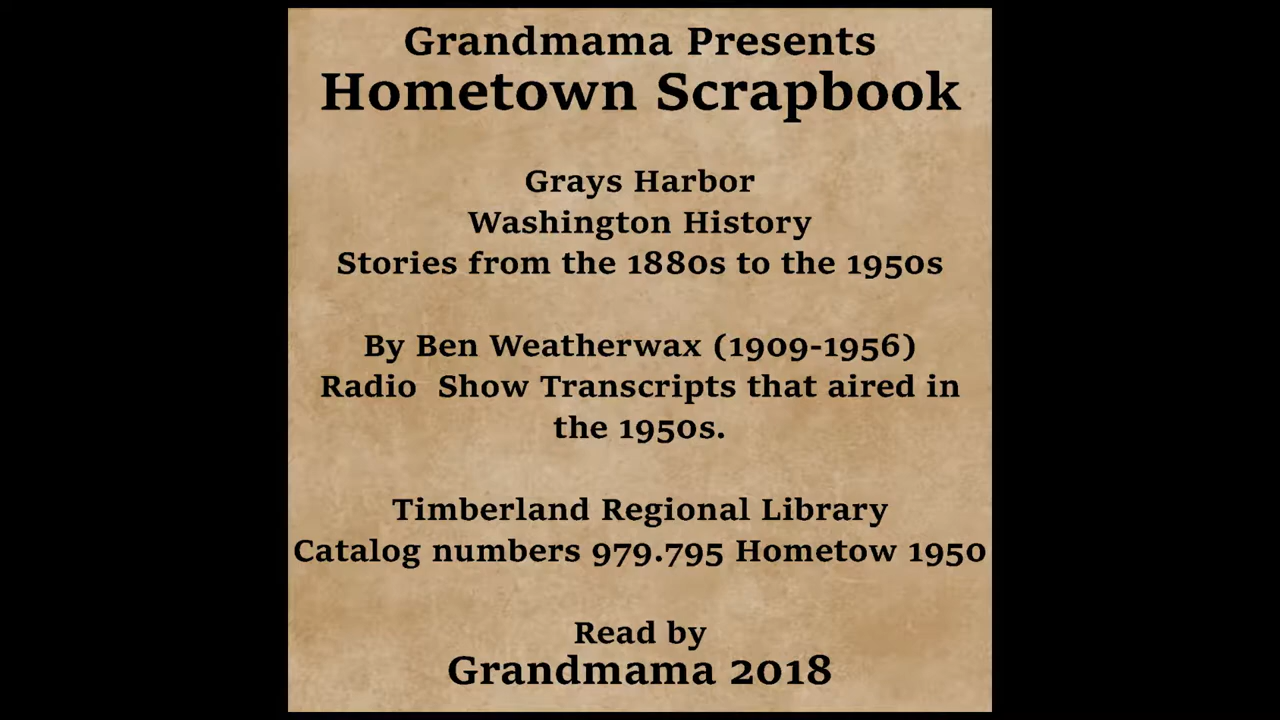 Grandmama Presents
Hometown Scrapbook
Grays Harbor
Washington History
Stories from the 1880s to the 1950s
By Ben Weatherwax (1909-1956)
Radio  Show Transcripts that aired in
the 1950s.
Timberland Regional Library
Catalog numbers 979.795 Hometow 1950
Read by
Grandmama 2018